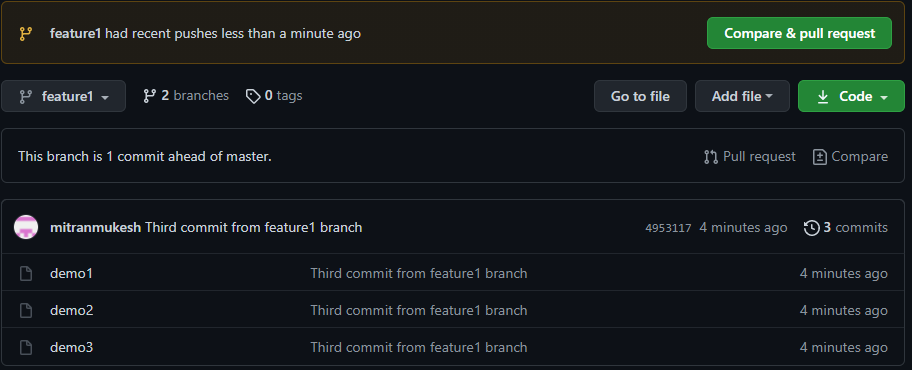 feature1 had recent pushes less than a minute ago Compare & pull request
feature1 2 branches 0 tags Go to file Add file Code
This branch is 1 commit ahead of master. Pull request Compare
mitranmukesh Third commit from feature1 branch 4953117 4 minutes ago 3 commits
demo1 Third commit from feature1 branch 4 minutes ago
demo2 Third commit from feature1 branch 4 minutes ago
demo3 Third commit from feature1 branch 4 minutes ago